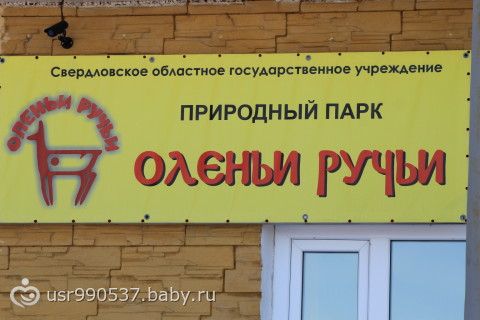 Свердловское областное государственное учреждение
ПРИРОДНЫЙ ПАРК
ОЛЕНЬИ РУЧЬИ
ОЛЕНЬИ РУЧЬИ
usr990537.baby.ru